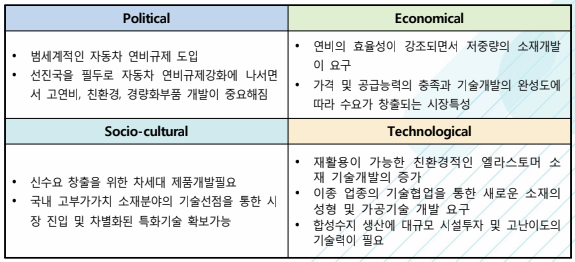 Political
• 범세계적인 자동차 연비규제 도입
• 선진국을 필두로 자동차 연비규제강화에 나서면
서 고연비, 친환경, 경량화부품 개발이 중요해짐
Economical
• 연비의 효율성이 강조되면서 저중량의 소재개발
이 요구
• 가격 및 공급능력의 충족과 기술개발의 완성도에
따라 수요가 창출되는 시장특성
Socio-cultural
• 신수요 창출을 위한 차세대 제품개발필요
• 국내 고부가가치 소재분야의 기술선점을 통한 시
장 진입 및 차별화된 특화기술 확보가능
Technological
• 재활용이 가능한 친환경적인 엘라스토머 소
재 기술개발의 증가
• 이종 업종의 기술협업을 통한 새로운 소재의
성형 및 가공기술 개발 요구
• 합성수지 생산에 대규모 시설투자 및 고난이도의
기술력이 필요